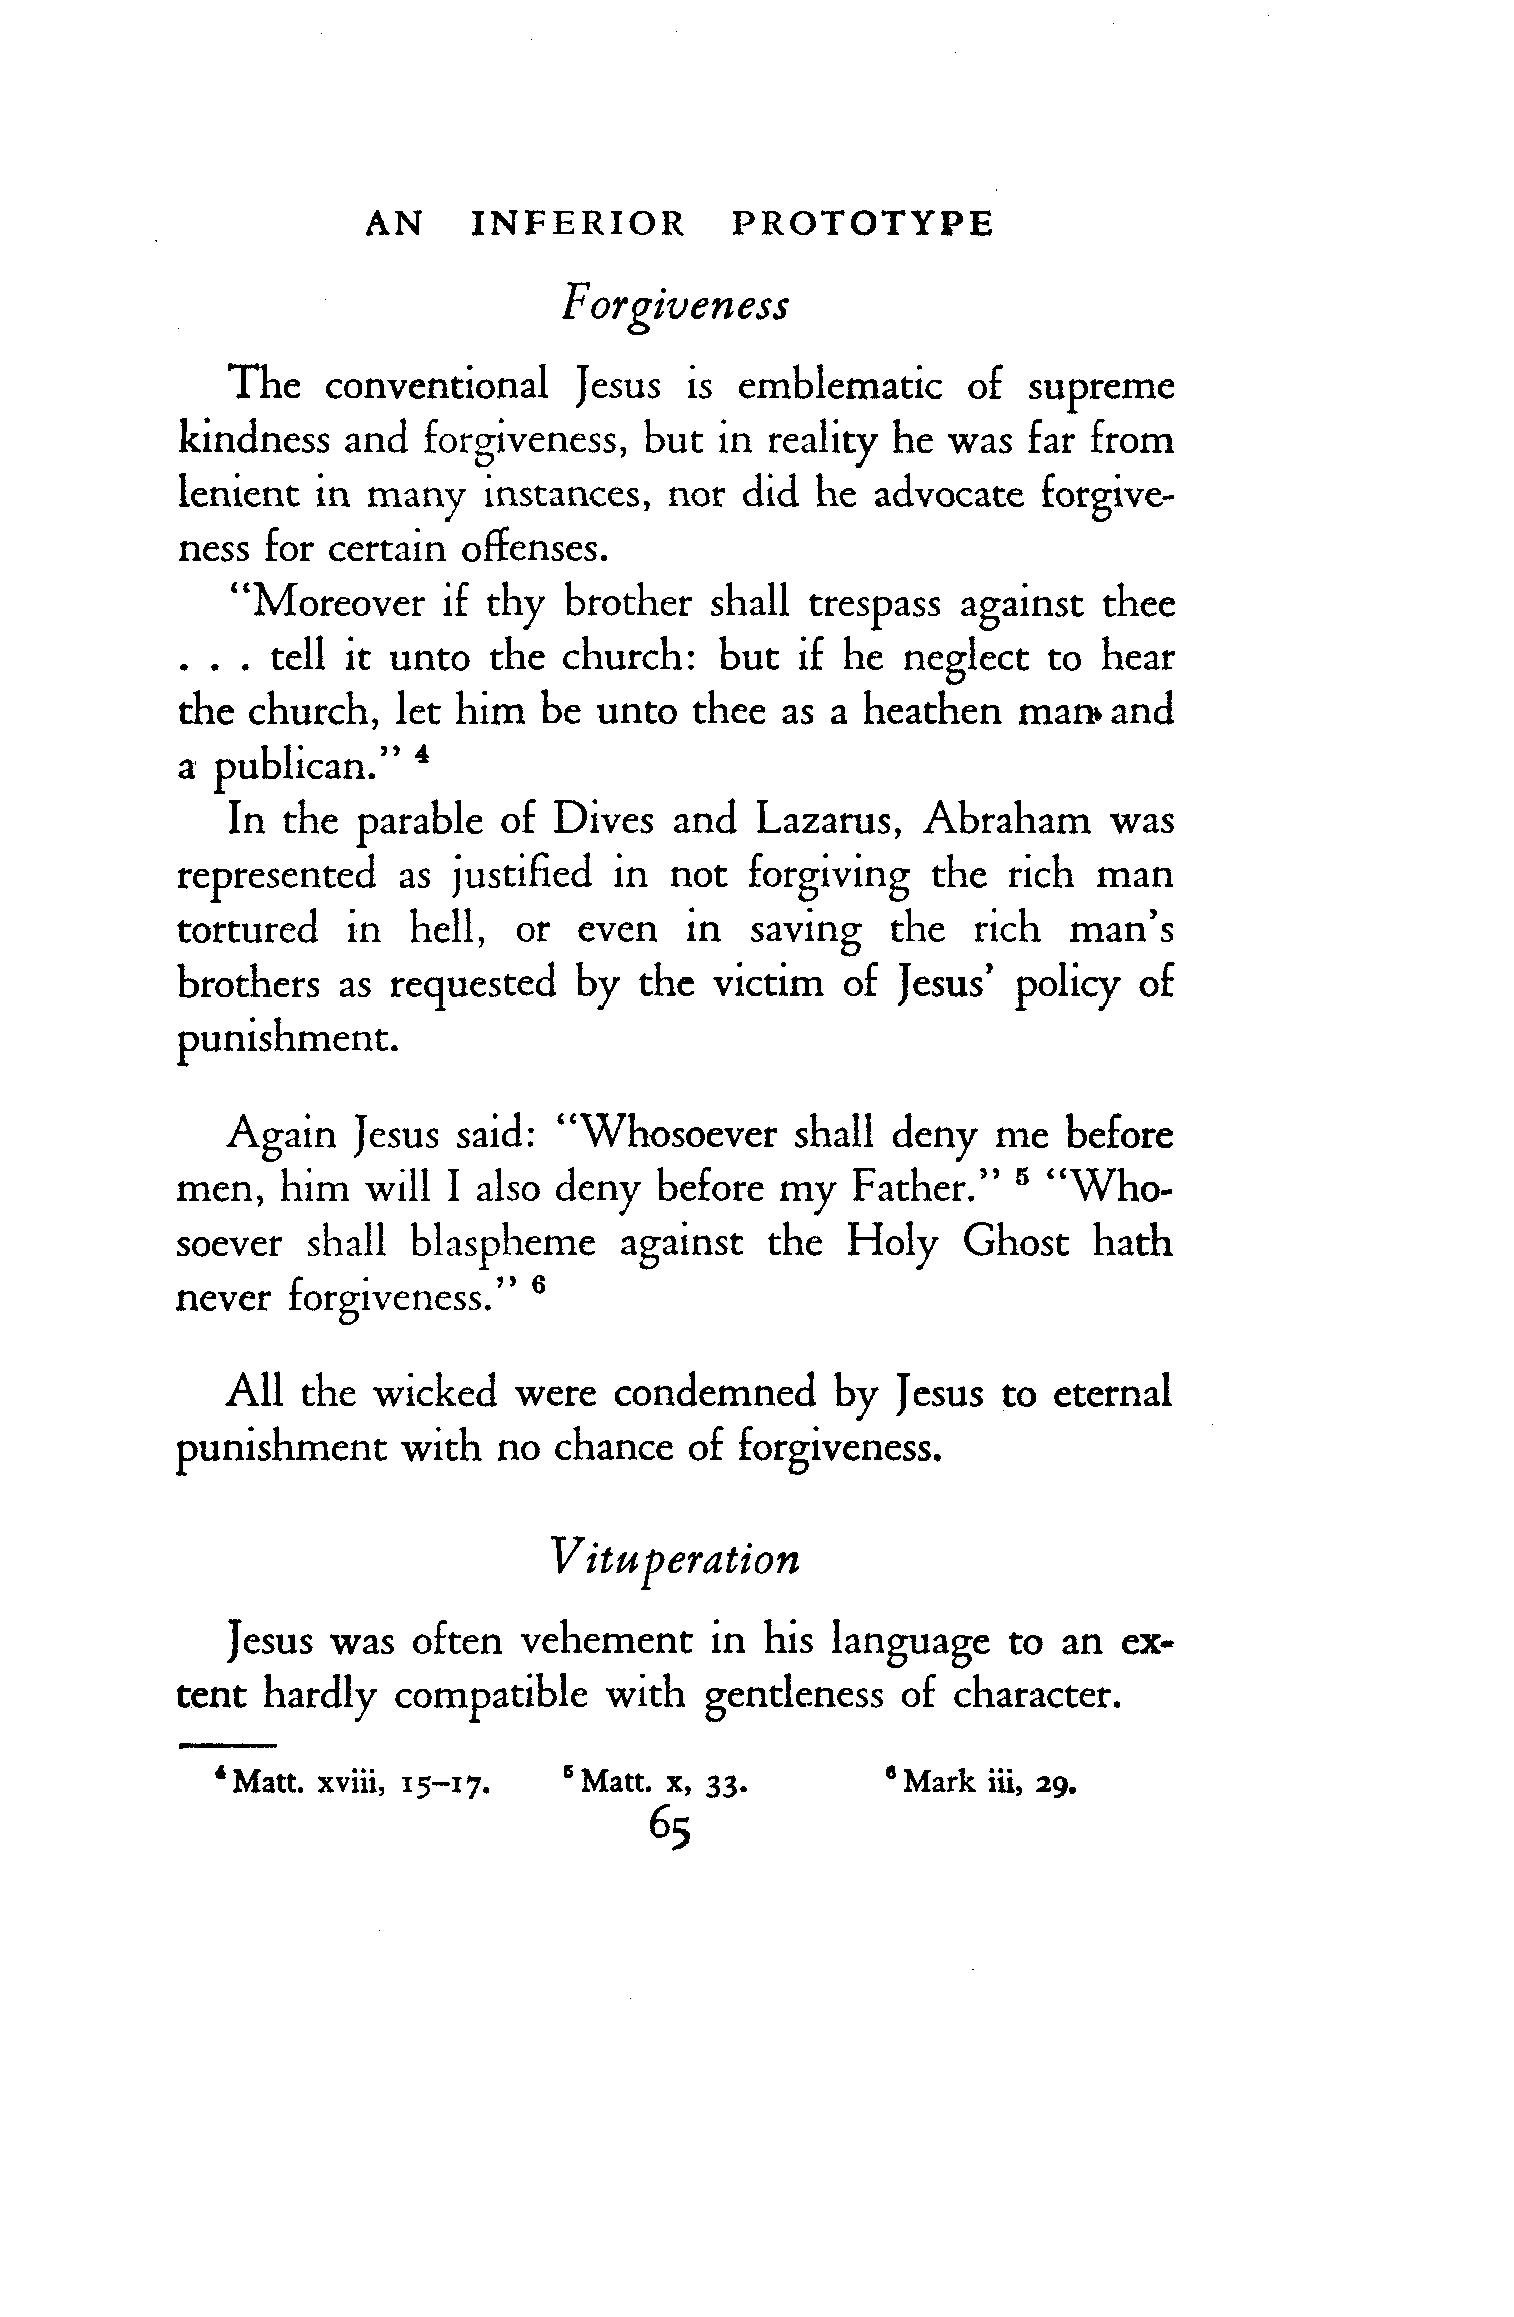 AN INFERIOR PROTOTYPE
Forgiveness
The conventional Jesus is emblematic of supreme
kindness and forgiveness, but in reality he was far from
lenient in many instances, nor did he advocate forgive-
ness for certain offenses.
“Moreover if thy brother shall trespass against thee
. . . tell it unto the church: but if he neglect to hear
the church, let him be unto thee as a heathen man and
a publican.” ⁴
In the parable of Dives and Lazarus, Abraham was
represented as justified in not forgiving the rich man
tortured in hell, or even in saving the rich man’s
brothers as requested by the victim of Jesus’ policy of
punishment.
Again Jesus said: “Whosoever shall deny me before
men, him will I also deny before my Father.” ⁵ “Who-
soever shall blaspheme against the Holy Ghost hath
never forgiveness.” ⁶
All the wicked were condemned by Jesus to eternal
punishment with no chance of forgiveness.
Vituperation
Jesus was often vehement in his language to an ex-
tent hardly compatible with gentleness of character.
⁴ Matt. xviii, 15–17. ⁵ Matt. x, 33. ⁶ Mark iii, 29.
65